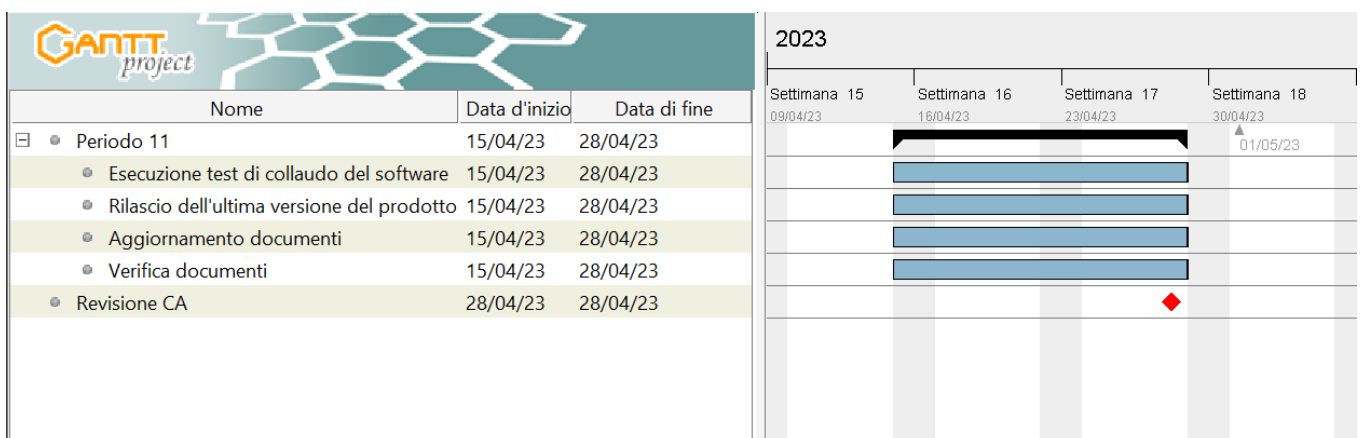 GANTT
project
2023
Settimana 15 Settimana 16 Settimana 17 Settimana 18
09/04/23 16/04/23 23/04/23 30/04/23
Nome Data d'inizio Data di fine
Periodo 11 15/04/23 28/04/23
01/05/23
Esecuzione test di collaudo del software 15/04/23 28/04/23
Rilascio dell'ultima versione del prodotto 15/04/23 28/04/23
Aggiornamento documenti 15/04/23 28/04/23
Verifica documenti 15/04/23 28/04/23
Revisione CA 28/04/23 28/04/23